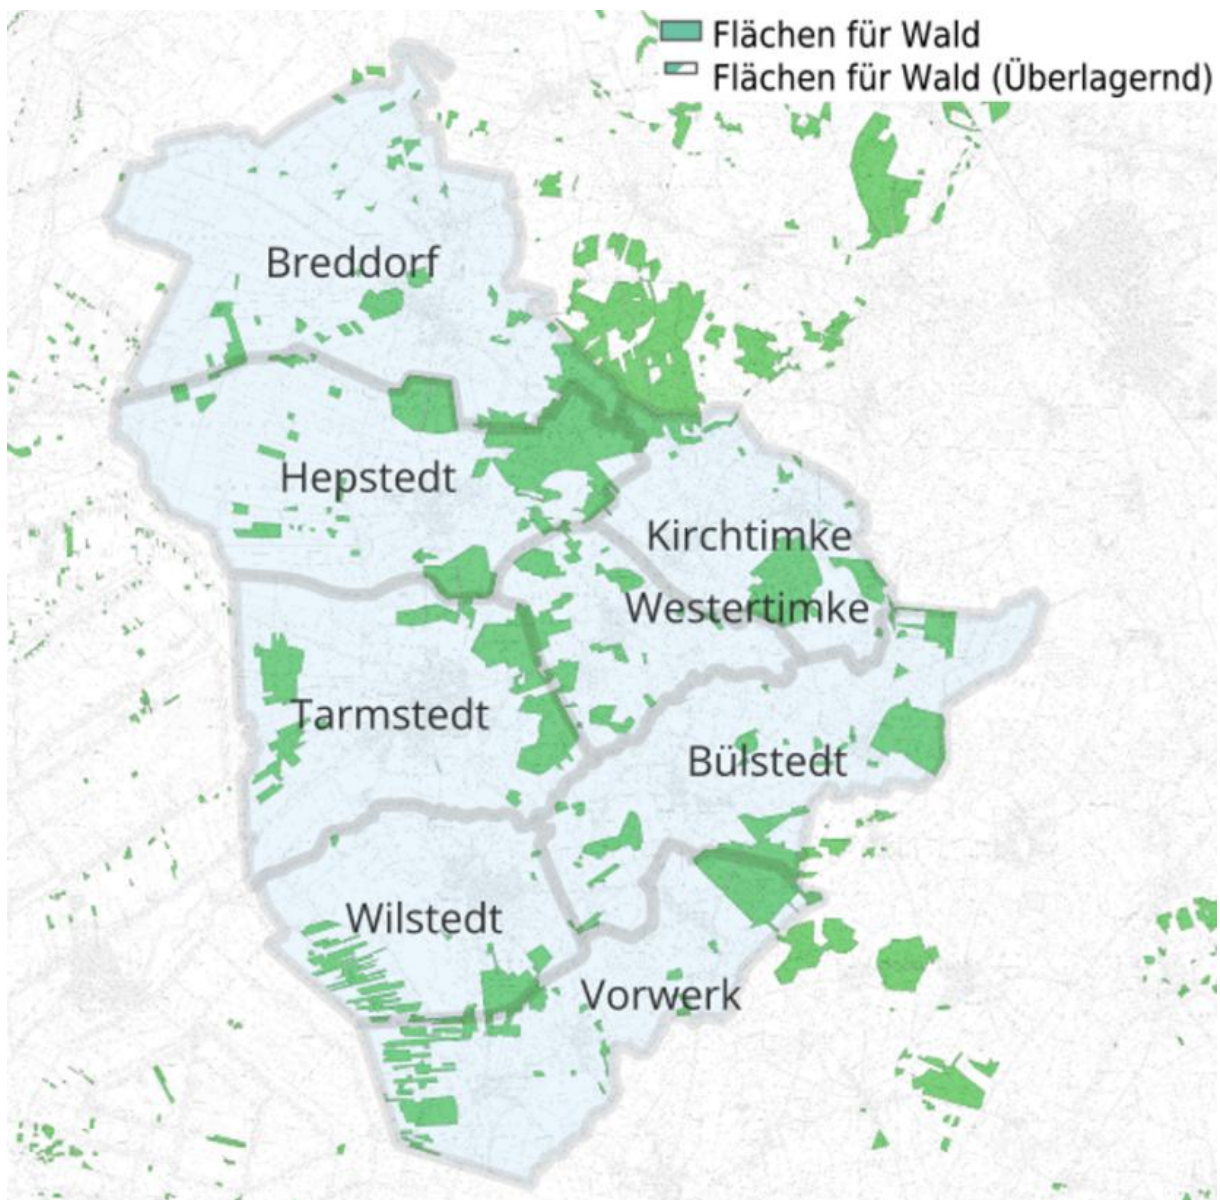 Flächen für Wald
Flächen für Wald (Überlagernd)
Breddorf
Hepstedt
Kirchtimke
Westertimke
Tarmstedt
Bülstedt
Wilstedt
Vorwerk